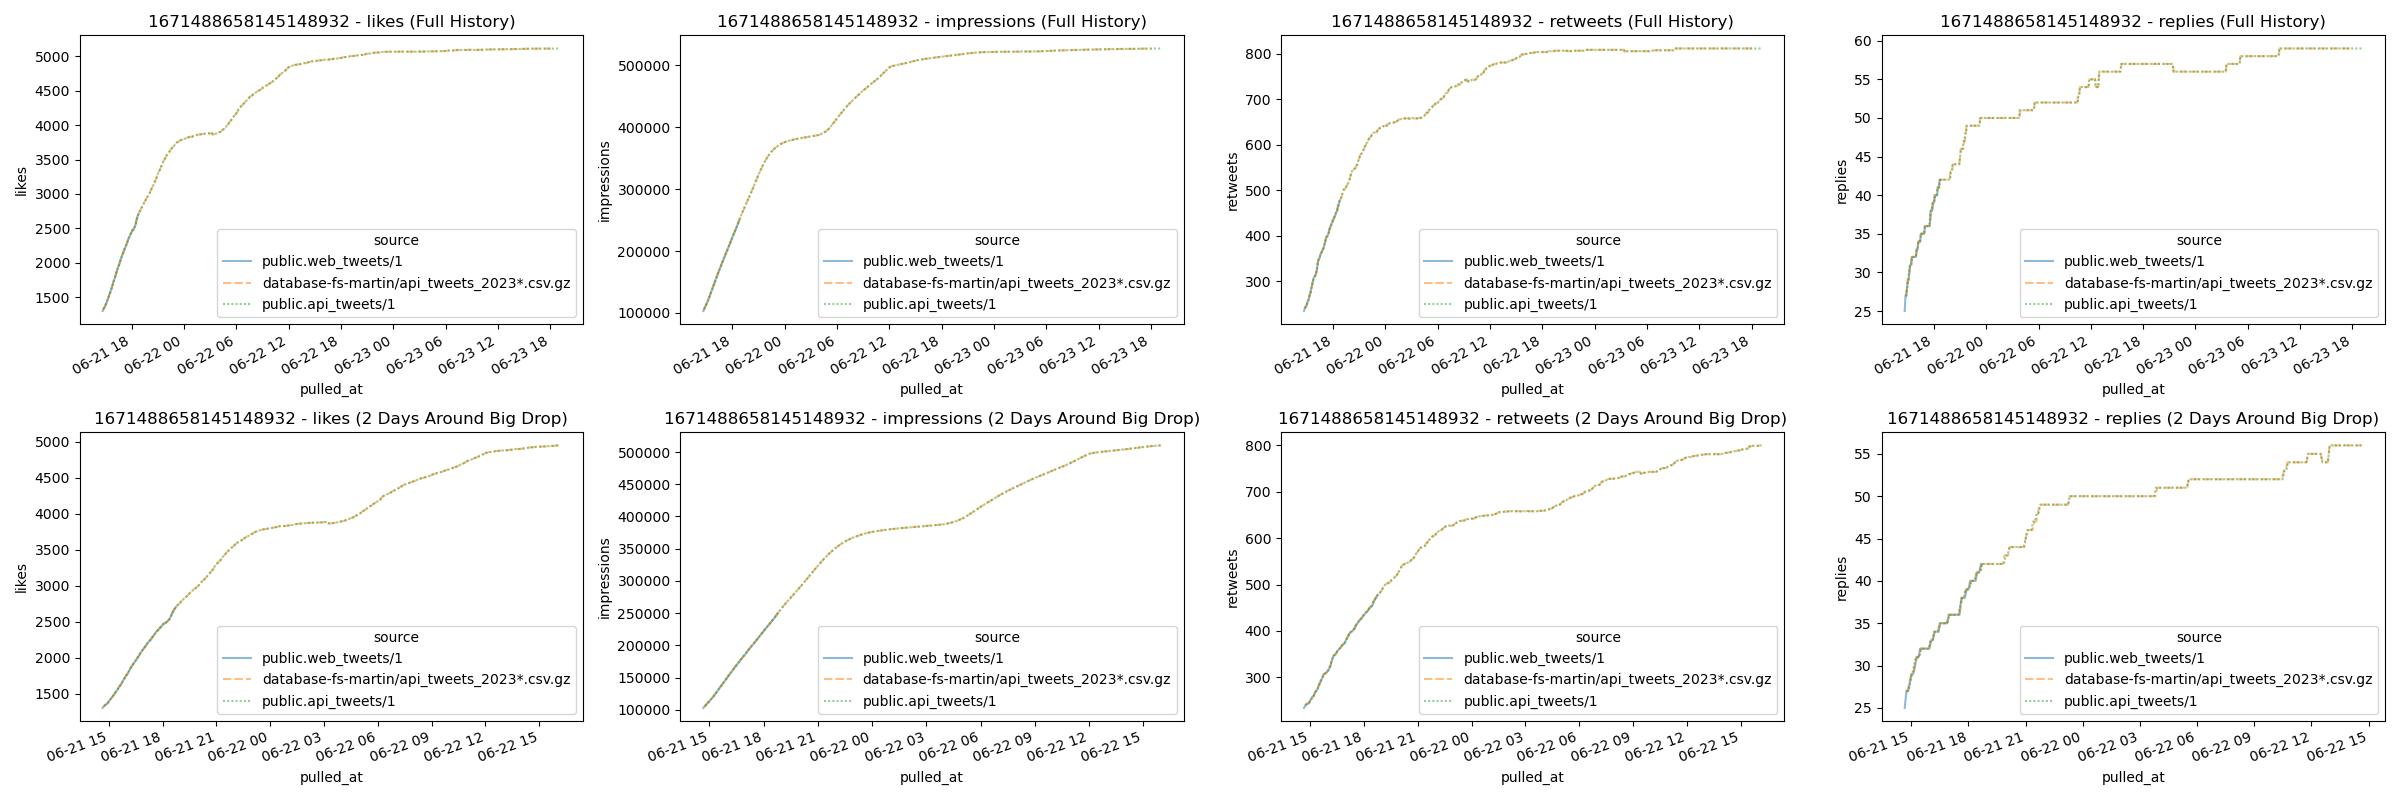 1671488658145148932 - likes (Full History)
likes
5000
4500
4000
3500
3000
2500
2000
1500
source
public.web_tweets/1
database-fs-martin/api_tweets_2023*.csv.gz
public.api_tweets/1
06-21 18
06-22 00
06-22 06
06-22 12
06-22 18
06-23 00
06-23 06
06-23 12
06-23 18
pulled_at
1671488658145148932 - impressions (Full History)
impressions
500000
400000
300000
200000
100000
source
public.web_tweets/1
database-fs-martin/api_tweets_2023*.csv.gz
public.api_tweets/1
06-21 18
06-22 00
06-22 06
06-22 12
06-22 18
06-23 00
06-23 06
06-23 12
06-23 18
pulled_at
1671488658145148932 - retweets (Full History)
retweets
800
700
600
500
400
300
source
public.web_tweets/1
database-fs-martin/api_tweets_2023*.csv.gz
public.api_tweets/1
06-21 18
06-22 00
06-22 06
06-22 12
06-22 18
06-23 00
06-23 06
06-23 12
06-23 18
pulled_at
1671488658145148932 - replies (Full History)
replies
60
55
50
45
40
35
30
25
source
public.web_tweets/1
database-fs-martin/api_tweets_2023*.csv.gz
public.api_tweets/1
06-21 18
06-22 00
06-22 06
06-22 12
06-22 18
06-23 00
06-23 06
06-23 12
06-23 18
pulled_at
1671488658145148932 - likes (2 Days Around Big Drop)
likes
5000
4500
4000
3500
3000
2500
2000
1500
source
public.web_tweets/1
database-fs-martin/api_tweets_2023*.csv.gz
public.api_tweets/1
06-21 15
06-21 18
06-21 21
06-22 00
06-22 03
06-22 06
06-22 09
06-22 12
06-22 15
pulled_at
1671488658145148932 - impressions (2 Days Around Big Drop)
impressions
500000
450000
400000
350000
300000
250000
200000
150000
100000
source
public.web_tweets/1
database-fs-martin/api_tweets_2023*.csv.gz
public.api_tweets/1
06-21 15
06-21 18
06-21 21
06-22 00
06-22 03
06-22 06
06-22 09
06-22 12
06-22 15
pulled_at
1671488658145148932 - retweets (2 Days Around Big Drop)
retweets
800
700
600
500
400
300
source
public.web_tweets/1
database-fs-martin/api_tweets_2023*.csv.gz
public.api_tweets/1
06-21 15
06-21 18
06-21 21
06-22 00
06-22 03
06-22 06
06-22 09
06-22 12
06-22 15
pulled_at
1671488658145148932 - replies (2 Days Around Big Drop)
replies
55
50
45
40
35
30
25
source
public.web_tweets/1
database-fs-martin/api_tweets_2023*.csv.gz
public.api_tweets/1
06-21 15
06-21 18
06-21 21
06-22 00
06-22 03
06-22 06
06-22 09
06-22 12
06-22 15
pulled_at